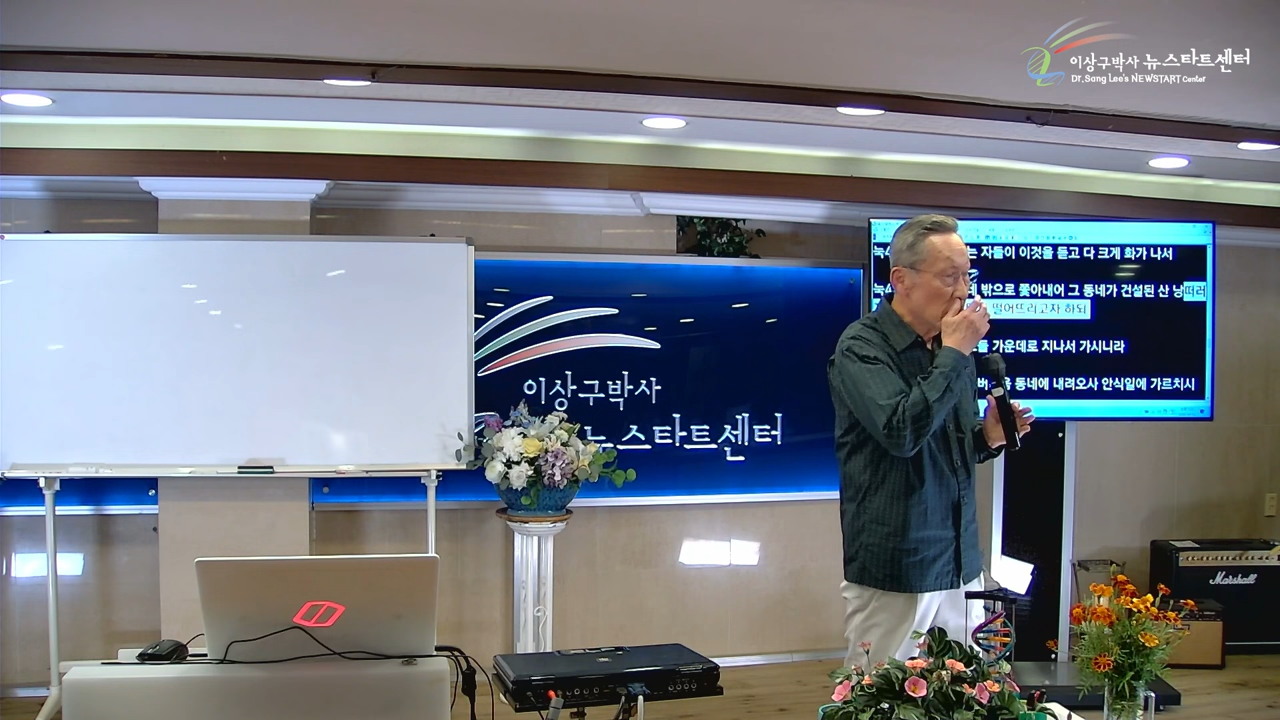 이상구박사 뉴스타트센터
Dr. Sang Lee's NEWSTART Center
눅4 는 자들이 이것을 듣고 다 크게 화가 나서
눅 밖으로 쫓아내어 그 동네가 건설된 산 낭떠러
떨어뜨리고자 하되
가운데로 지나서 가시니라
동네에 내려오사 안식일에 가르치시
이상구박사
뉴스타트센터
Marshall